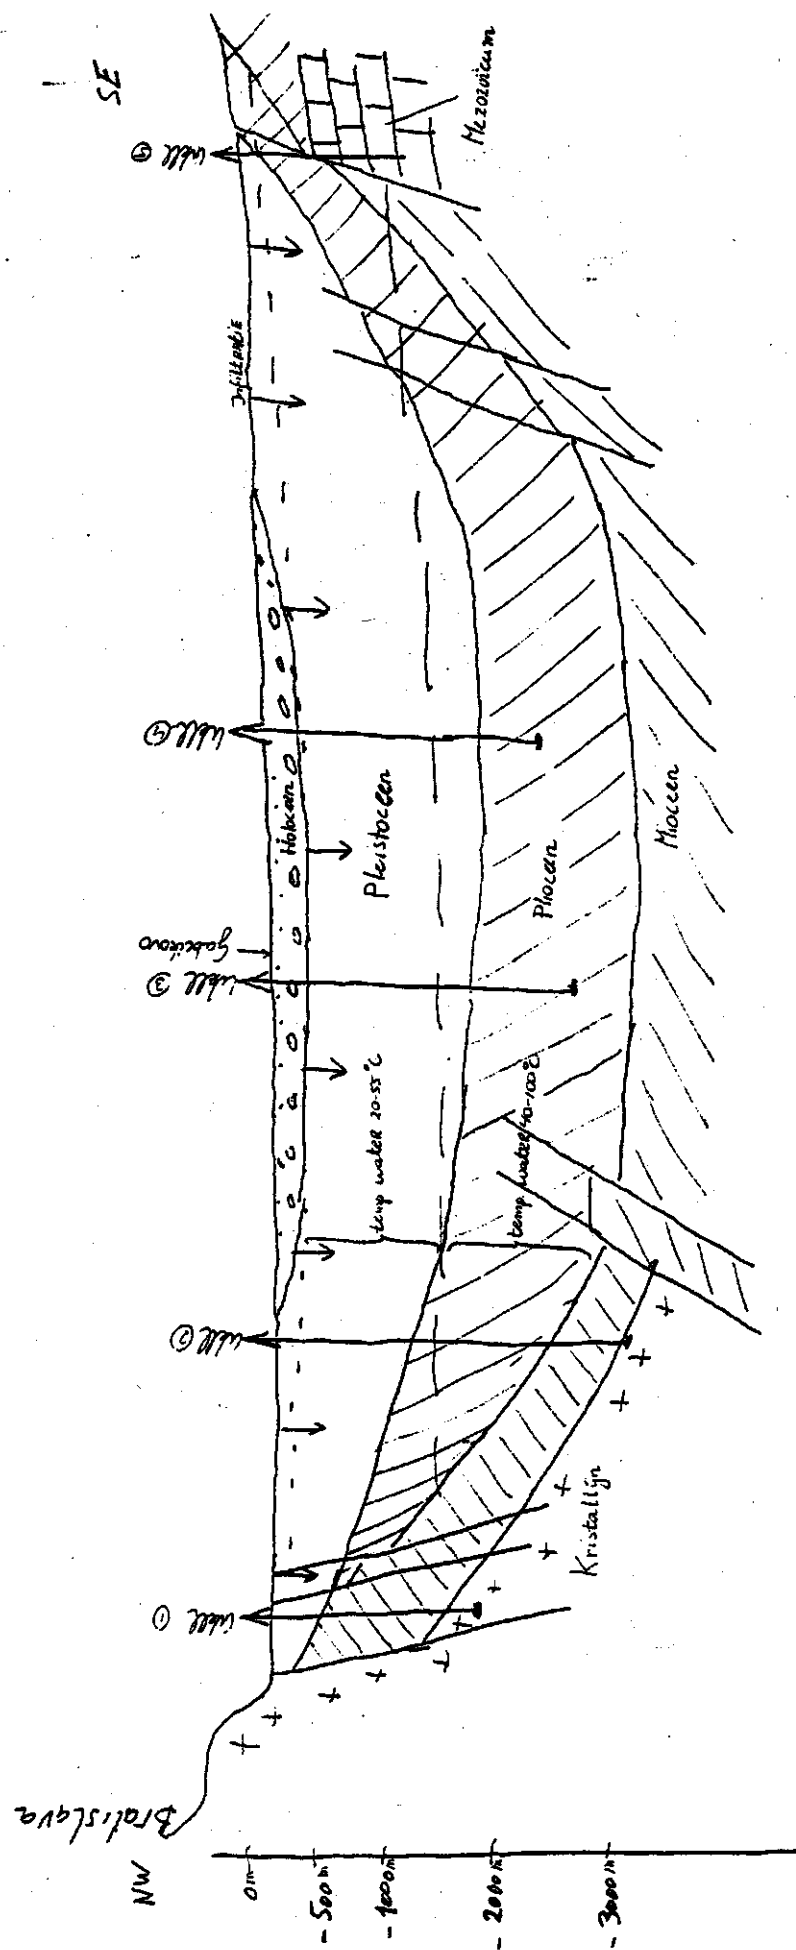 Bratislava
NW
SE
0m
- 500m
- 1000m
- 2000m
- 3000m
Well ①
Well ②
Well ③
Gabcikovo
Well ④
Well ⑤
Infiltratie
Holoceen
Pleistoceen
Plioceen
Mioceen
temp water 20-55°C
temp. water 40-100°C
Kristallijn
Mezozoicum